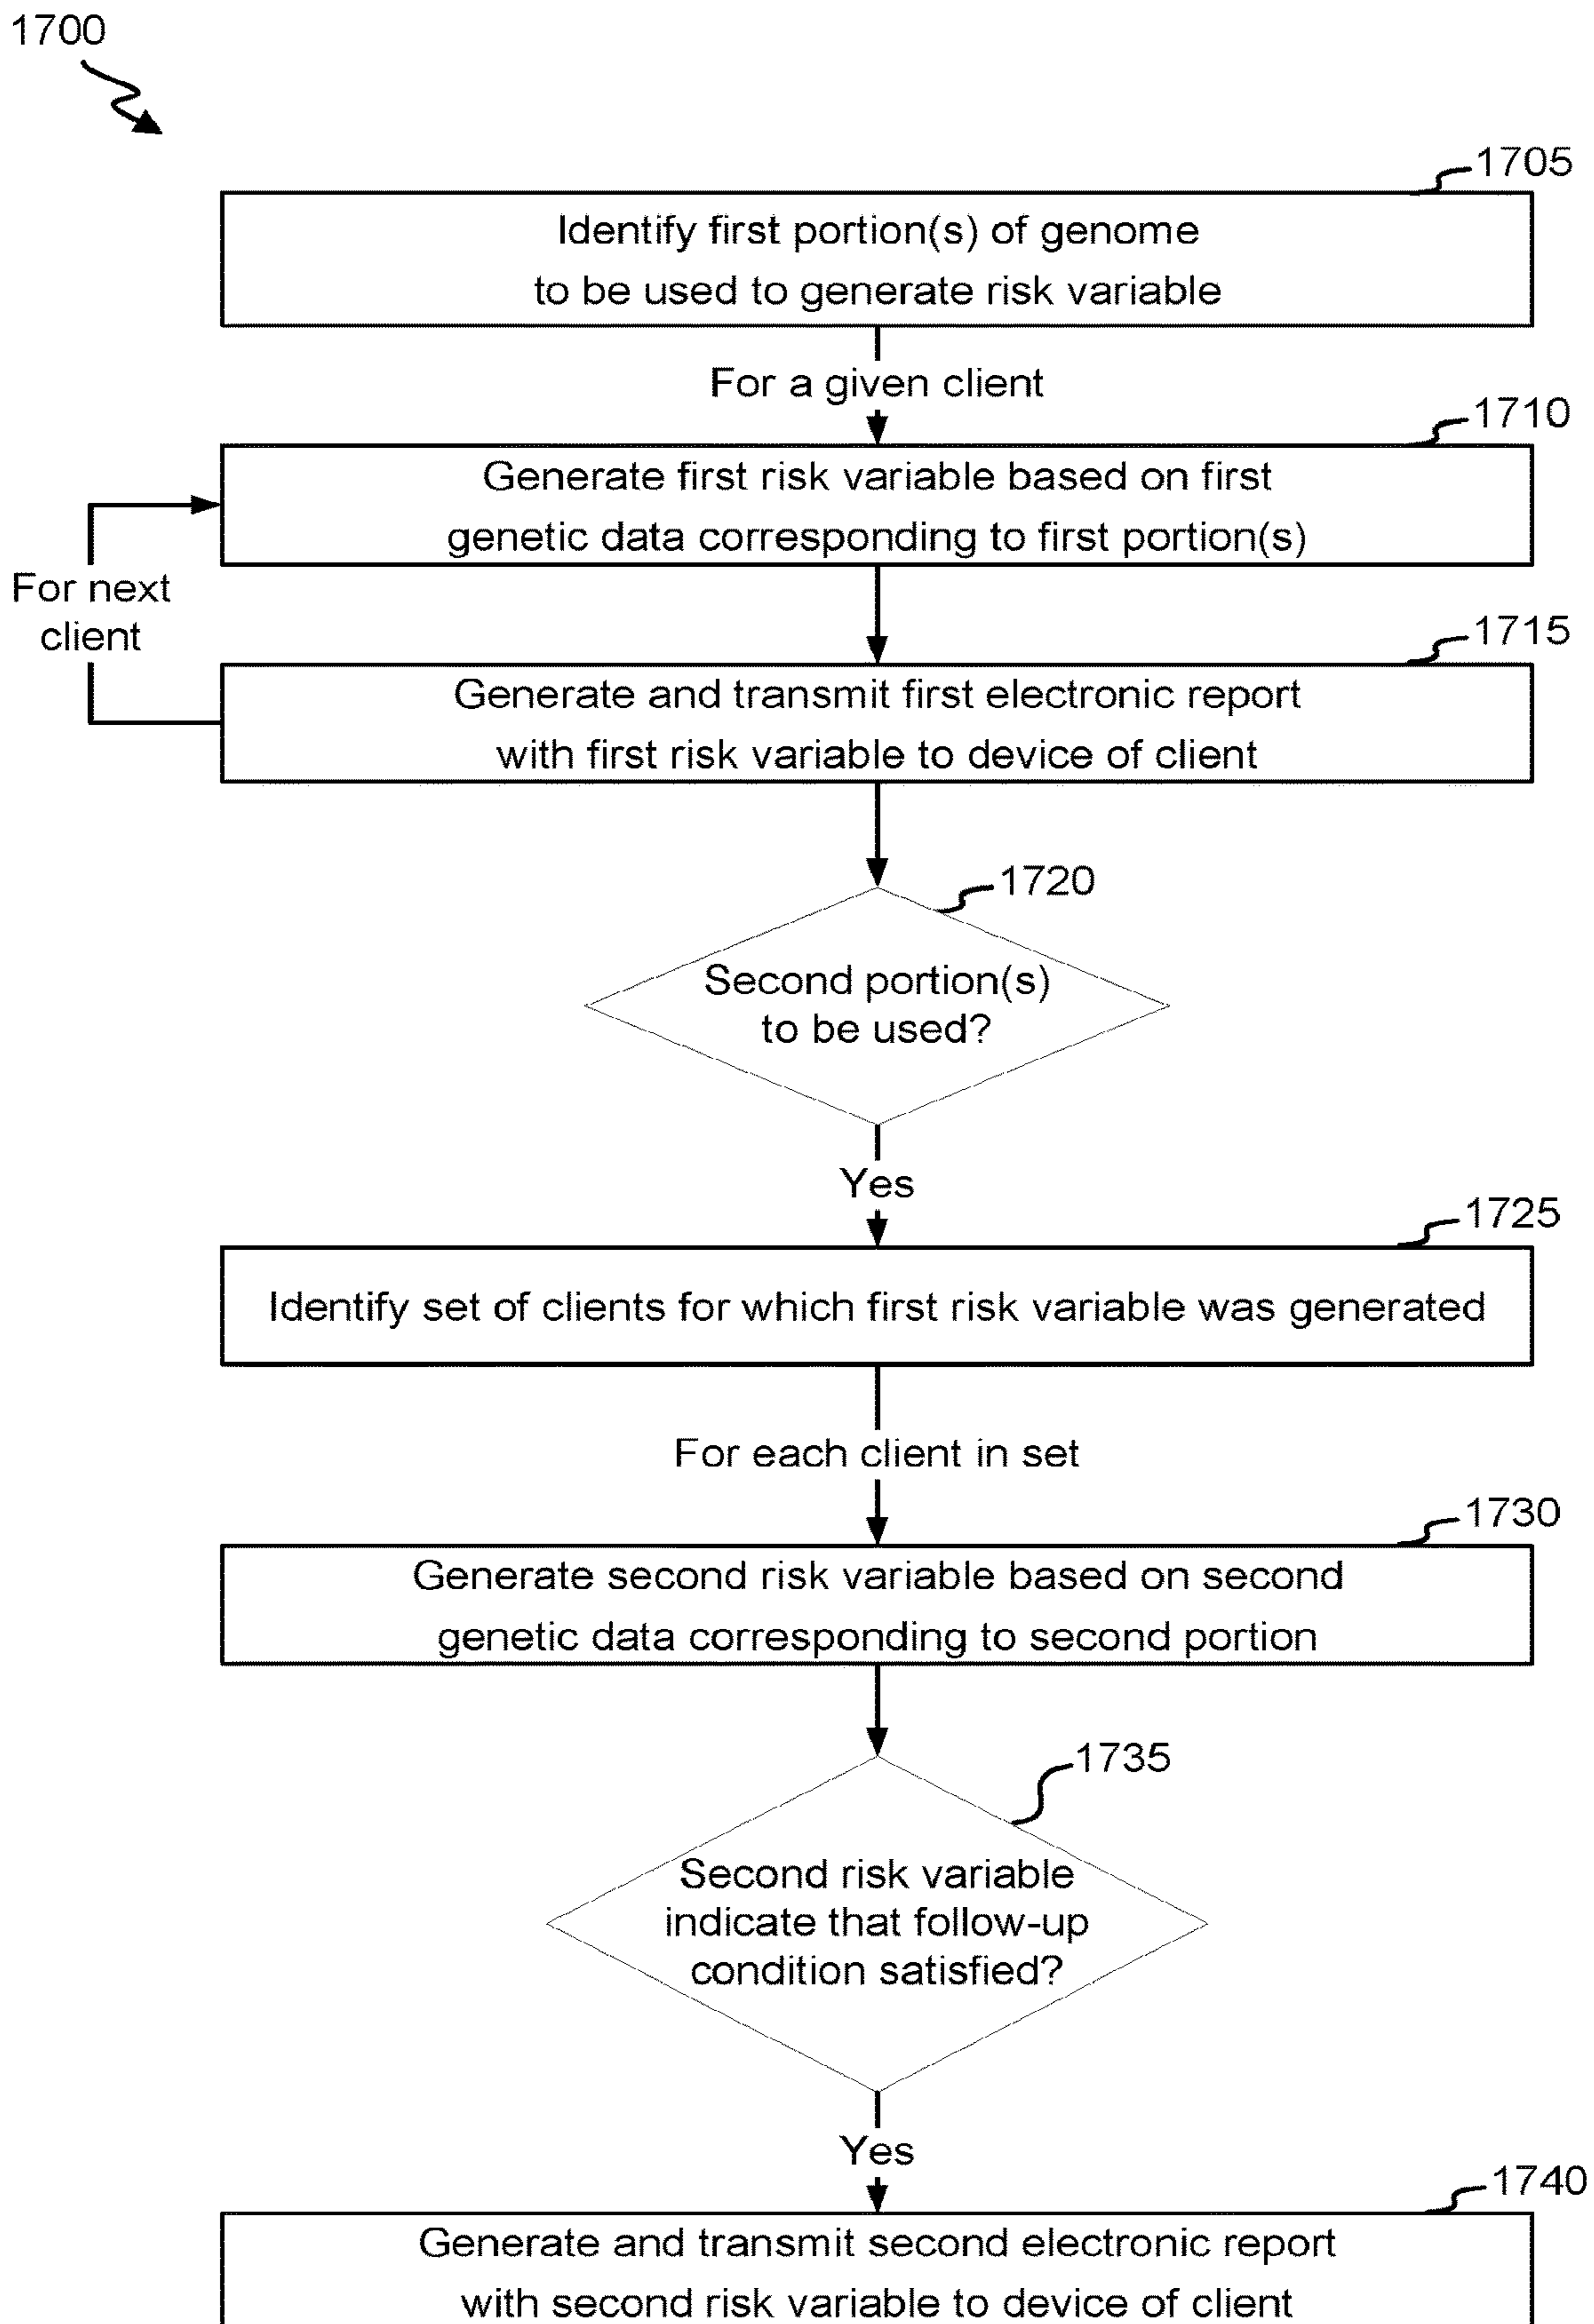 1700
1705
Identify first portion(s) of genome
to be used to generate risk variable
For a given client
1710
Generate first risk variable based on first
genetic data corresponding to first portion(s)
For next
client
1715
Generate and transmit first electronic report
with first risk variable to device of client
1720
Second portion(s)
to be used?
Yes
1725
Identify set of clients for which first risk variable was generated
For each client in set
1730
Generate second risk variable based on second
genetic data corresponding to second portion
1735
Second risk variable
indicate that follow-up
condition satisfied?
Yes
1740
Generate and transmit second electronic report
with second risk variable to device of client